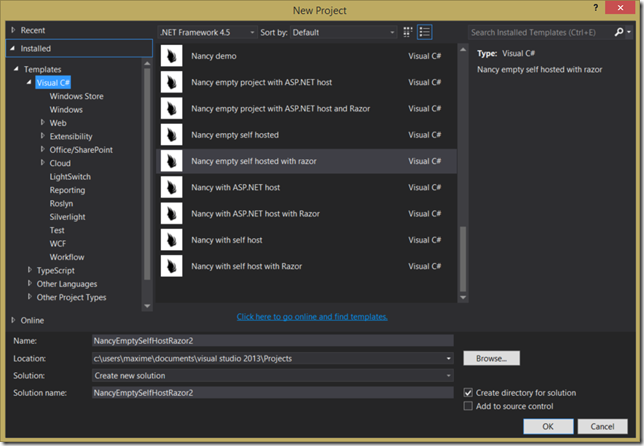 New Project
?
Recent
.NET Framework 4.5
Sort by: Default
Search Installed Templates (Ctrl+E)
Installed
Templates
Visual C#
Windows Store
Windows
Web
Extensibility
Office/SharePoint
Cloud
LightSwitch
Reporting
Roslyn
Silverlight
Test
WCF
Workflow
TypeScript
Other Languages
Other Project Types
Online
Nancy demo Visual C#
Nancy empty project with ASP.NET host Visual C#
Nancy empty project with ASP.NET host and Razor Visual C#
Nancy empty self hosted Visual C#
Nancy empty self hosted with razor Visual C#
Nancy with ASP.NET host Visual C#
Nancy with ASP.NET host with Razor Visual C#
Nancy with self host Visual C#
Nancy with self host with Razor Visual C#
Type: Visual C#
Nancy empty self hosted with razor
Click here to go online and find templates.
Name: NancyEmptySelfHostRazor2
Location: c:\users\maxime\documents\visual studio 2013\Projects
Browse...
Solution: Create new solution
Solution name: NancyEmptySelfHostRazor2
Create directory for solution
Add to source control
OK
Cancel